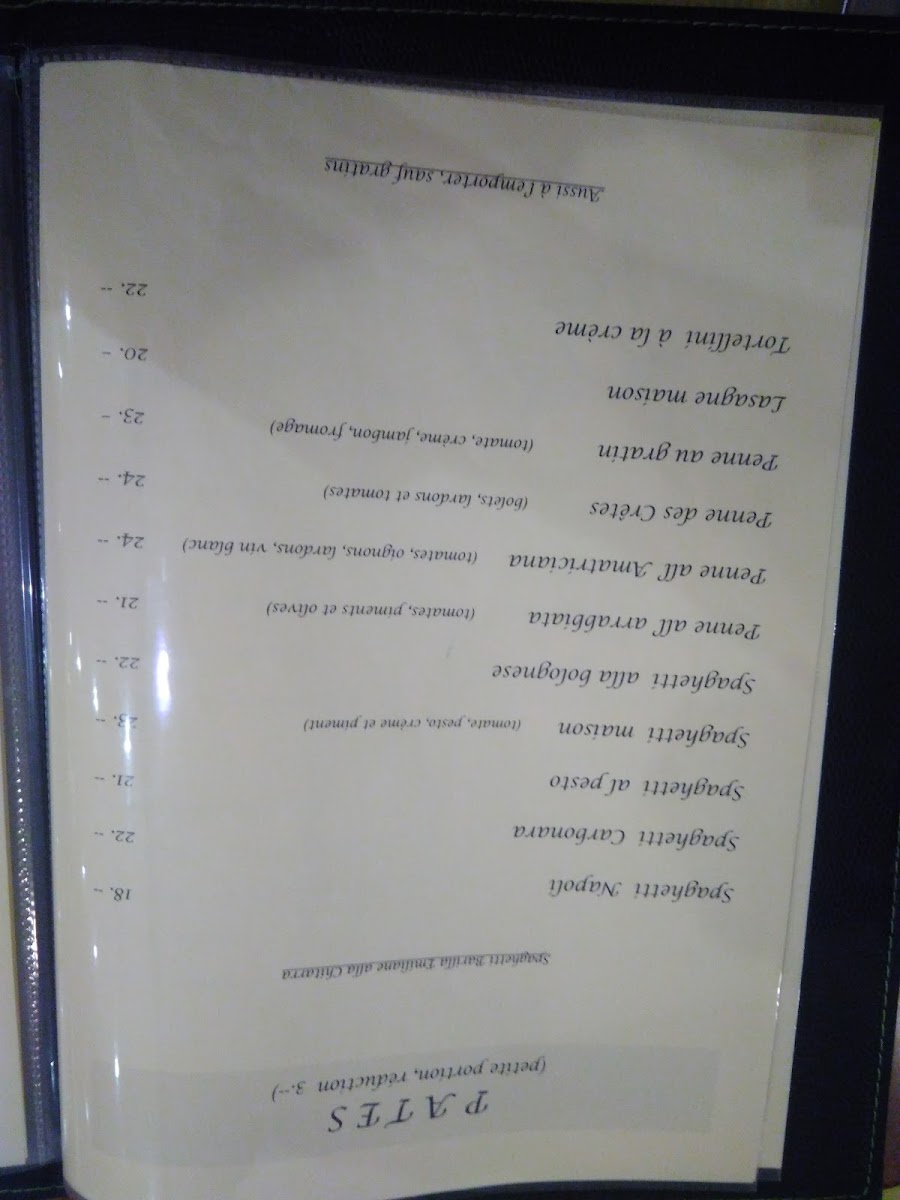 PATES
(petite portion, réduction 3.--)
Spaghetti Barilla Emiliane alla Chitarra
Spaghetti Napoli 18. --
Spaghetti Carbonara 22. --
Spaghetti al pesto 21. --
Spaghetti maison (tomate, pesto, crème et piment) 23. --
Spaghetti alla bolognese 22. --
Penne all' arrabbiata (tomates, piments et olives) 21. --
Penne all' Amatriciana (tomates, oignons, lardons, vin blanc) 24. --
Penne des Crêtes (bolets, lardons et tomates) 24. --
Penne au gratin (tomate, crème, jambon, fromage) 23. -
Lasagne maison 20. -
Tortellini à la crème 22. --
Aussi à l'emporter, sauf gratins